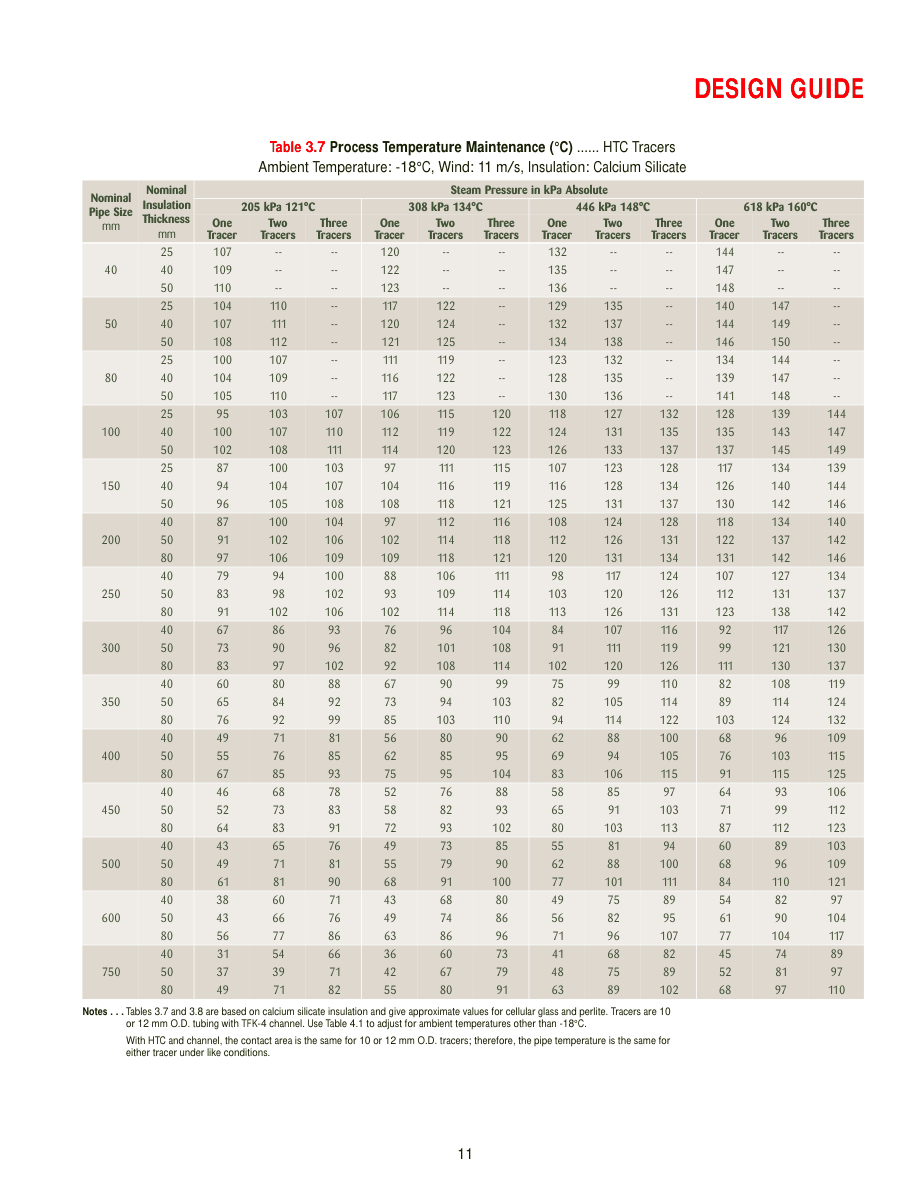 DESIGN GUIDE
Table 3.7 Process Temperature Maintenance (°C) ...... HTC Tracers
Ambient Temperature: -18°C, Wind: 11 m/s, Insulation: Calcium Silicate
Nominal Pipe Size mm Nominal Insulation Thickness mm Steam Pressure in kPa Absolute
205 kPa 121°C 308 kPa 134°C 446 kPa 148°C 618 kPa 160°C
One Tracer Two Tracers Three Tracers One Tracer Two Tracers Three Tracers One Tracer Two Tracers Three Tracers One Tracer Two Tracers Three Tracers
25 107 -- -- 120 -- -- 132 -- -- 144 -- --
40 40 109 -- -- 122 -- -- 135 -- -- 147 -- --
50 110 -- -- 123 -- -- 136 -- -- 148 -- --
25 104 110 -- 117 122 -- 129 135 -- 140 147 --
50 40 107 111 -- 120 124 -- 132 137 -- 144 149 --
50 108 112 -- 121 125 -- 134 138 -- 146 150 --
25 100 107 -- 111 119 -- 123 132 -- 134 144 --
80 40 104 109 -- 116 122 -- 128 135 -- 139 147 --
50 105 110 -- 117 123 -- 130 136 -- 141 148 --
25 95 103 107 106 115 120 118 127 132 128 139 144
100 40 100 107 110 112 119 122 124 131 135 135 143 147
50 102 108 111 114 120 123 126 133 137 137 145 149
25 87 100 103 97 111 115 107 123 128 117 134 139
150 40 94 104 107 104 116 119 116 128 134 126 140 144
50 96 105 108 108 118 121 125 131 137 130 142 146
40 87 100 104 97 112 116 108 124 128 118 134 140
200 50 91 102 106 102 114 118 112 126 131 122 137 142
80 97 106 109 109 118 121 120 131 134 131 142 146
40 79 94 100 88 106 111 98 117 124 107 127 134
250 50 83 98 102 93 109 114 103 120 126 112 131 137
80 91 102 106 102 114 118 113 126 131 123 138 142
40 67 86 93 76 96 104 84 107 116 92 117 126
300 50 73 90 96 82 101 108 91 111 119 99 121 130
80 83 97 102 92 108 114 102 120 126 111 130 137
40 60 80 88 67 90 99 75 99 110 82 108 119
350 50 65 84 92 73 94 103 82 105 114 89 114 124
80 76 92 99 85 103 110 94 114 122 103 124 132
40 49 71 81 56 80 90 62 88 100 68 96 109
400 50 55 76 85 62 85 95 69 94 105 76 103 115
80 67 85 93 75 95 104 83 106 115 91 115 125
40 46 68 78 52 76 88 58 85 97 64 93 106
450 50 52 73 83 58 82 93 65 91 103 71 99 112
80 64 83 91 72 93 102 80 103 113 87 112 123
40 43 65 76 49 73 85 55 81 94 60 89 103
500 50 49 71 81 55 79 90 62 88 100 68 96 109
80 61 81 90 68 91 100 77 101 111 84 110 121
40 38 60 71 43 68 80 49 75 89 54 82 97
600 50 43 66 76 49 74 86 56 82 95 61 90 104
80 56 77 86 63 86 96 71 96 107 77 104 117
40 31 54 66 36 60 73 41 68 82 45 74 89
750 50 37 39 71 42 67 79 48 75 89 52 81 97
80 49 71 82 55 80 91 63 89 102 68 97 110
Notes . . . Tables 3.7 and 3.8 are based on calcium silicate insulation and give approximate values for cellular glass and perlite. Tracers are 10
or 12 mm O.D. tubing with TFK-4 channel. Use Table 4.1 to adjust for ambient temperatures other than -18°C.
With HTC and channel, the contact area is the same for 10 or 12 mm O.D. tracers; therefore, the pipe temperature is the same for
either tracer under like conditions.
11